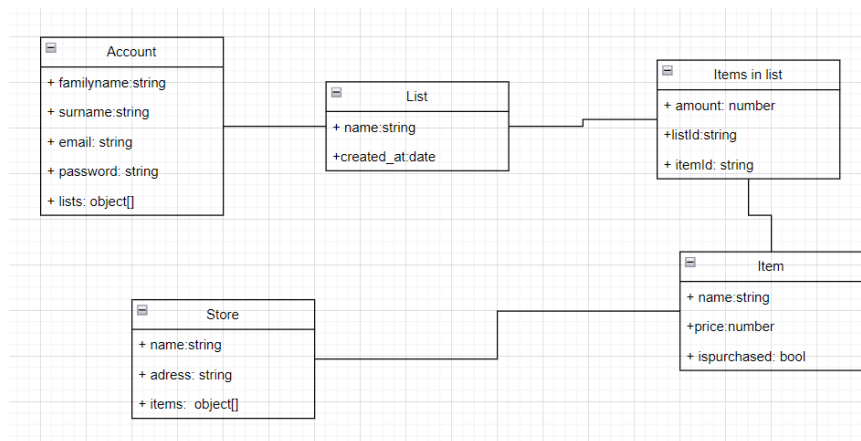 Account
+ familyname:string
+ surname:string
+ email: string
+ password: string
+ lists: object[]
List
+ name:string
+created_at:date
Items in list
+ amount: number
+listId:string
+ itemId: string
Item
+ name:string
+price:number
+ ispurchased: bool
Store
+ name:string
+ adress: string
+ items:  object[]